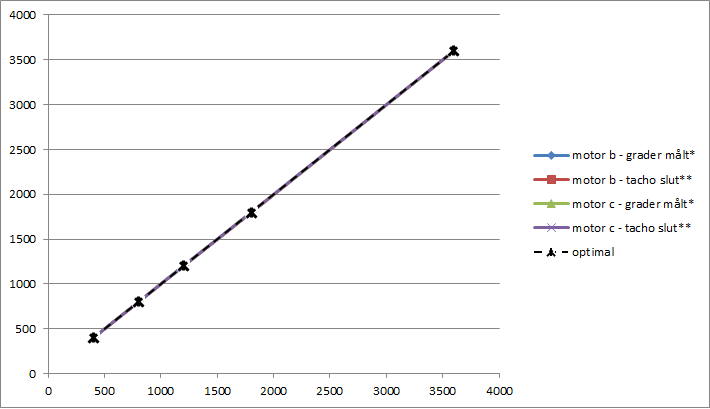 4000
3500
3000
2500
2000
1500
1000
500
0
0 500 1000 1500 2000 2500 3000 3500 4000
motor b - grader målt*
motor b - tacho slut**
motor c - grader målt*
motor c - tacho slut**
optimal